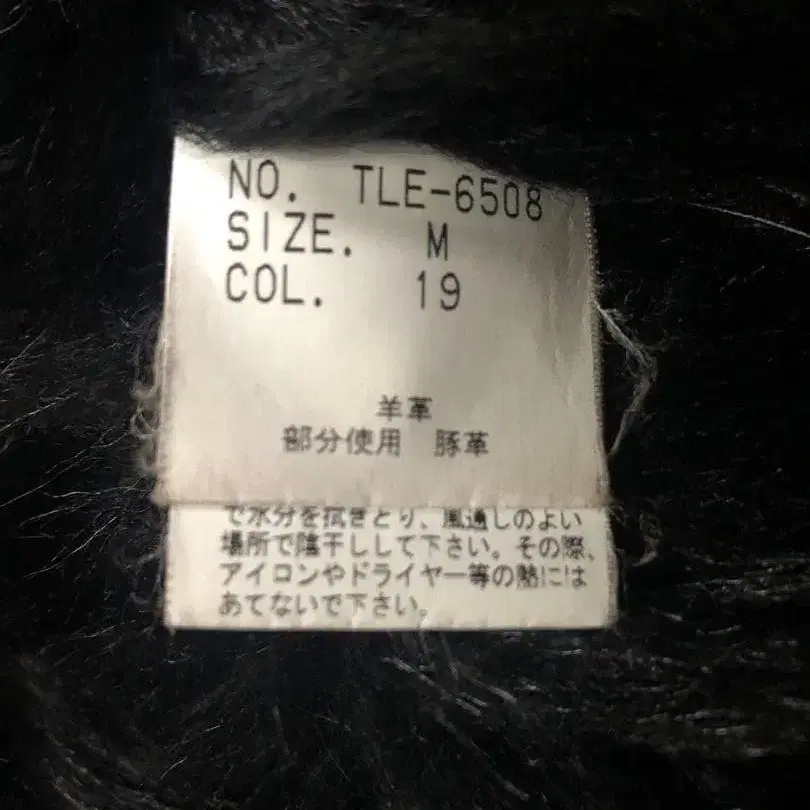 NO. TLE-6508
SIZE. M
COL. 19
羊革
部分使用 豚革
で水分を拭きとり、風通しのよい
場所で陰干しして下さい。その際、
アイロンやドライヤー等の熱には
あてないで下さい。